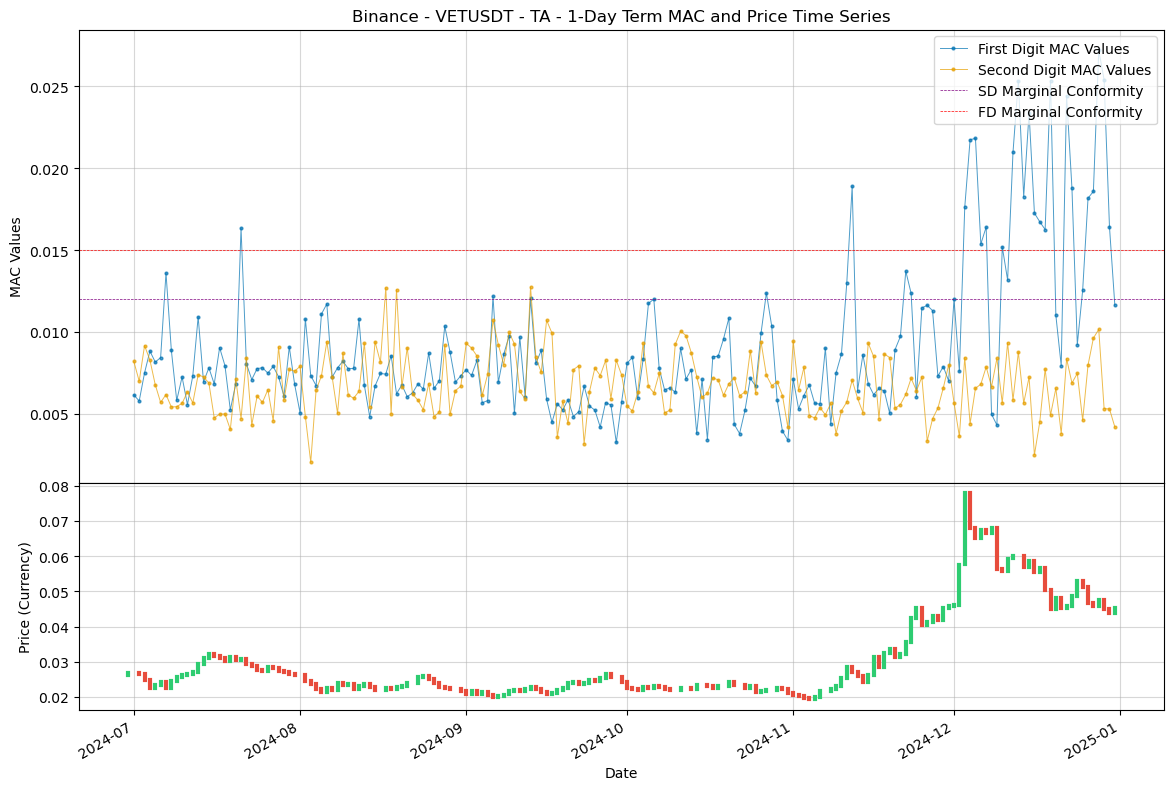 Binance - VETUSDT - TA - 1-Day Term MAC and Price Time Series
First Digit MAC Values
Second Digit MAC Values
SD Marginal Conformity
FD Marginal Conformity
MAC Values
0.025
0.020
0.015
0.010
0.005
Price (Currency)
0.08
0.07
0.06
0.05
0.04
0.03
0.02
2024-07
2024-08
2024-09
2024-10
2024-11
2024-12
2025-01
Date